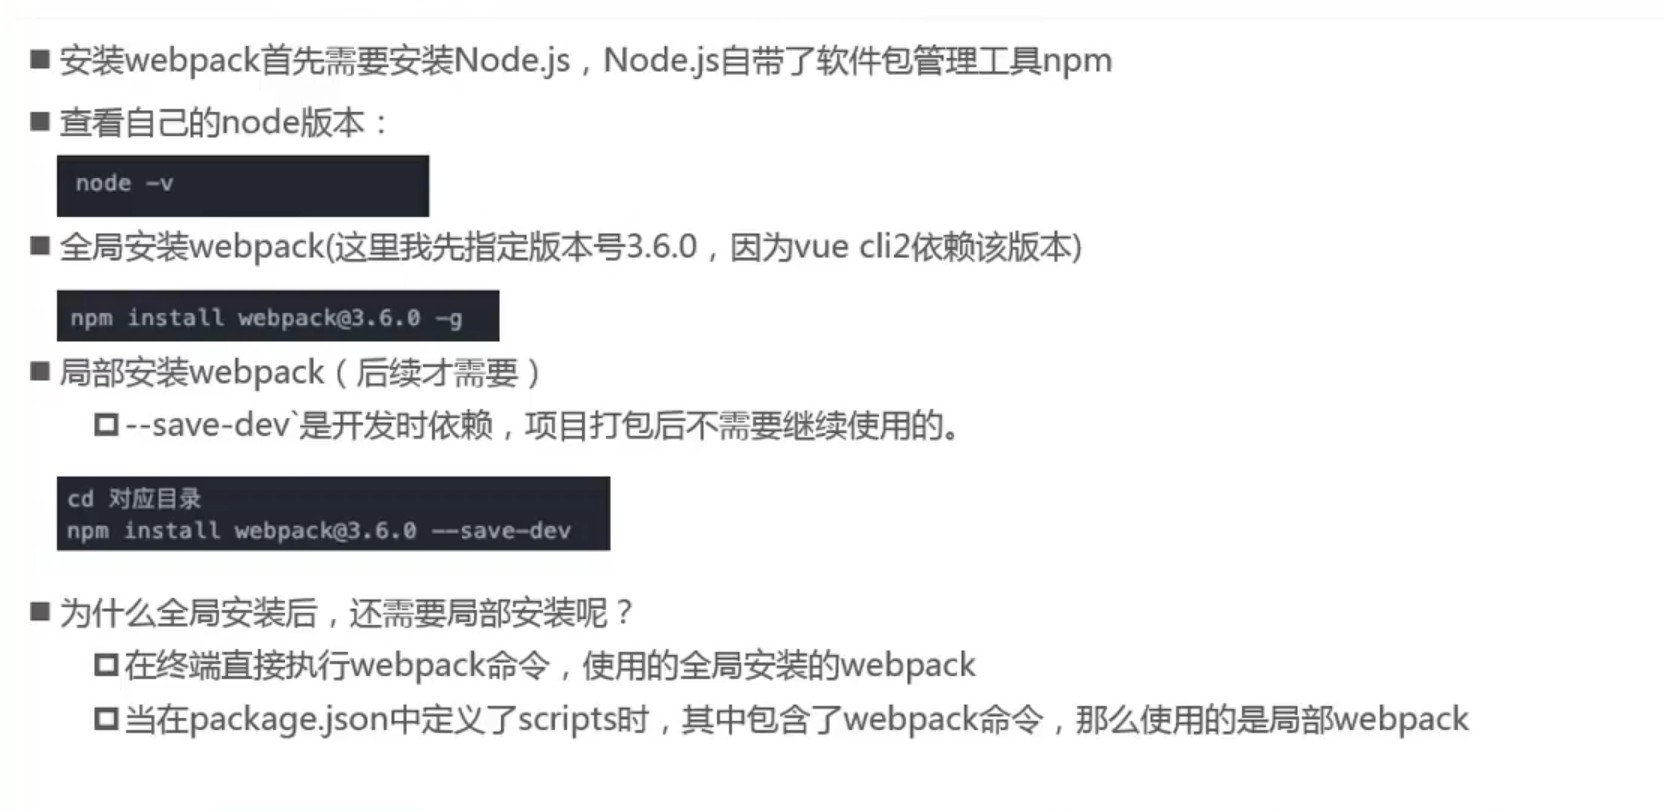 ■ 安装webpack首先需要安装Node.js，Node.js自带了软件包管理工具npm
■ 查看自己的node版本：
node -v
■ 全局安装webpack(这里我先指定版本号3.6.0，因为vue cli2依赖该版本)
npm install webpack@3.6.0 -g
■ 局部安装webpack（后续才需要）
--save-dev`是开发时依赖，项目打包后不需要继续使用的。
cd 对应目录
npm install webpack@3.6.0 --save-dev
■ 为什么全局安装后，还需要局部安装呢？
在终端直接执行webpack命令，使用的全局安装的webpack
当在package.json中定义了scripts时，其中包含了webpack命令，那么使用的是局部webpack